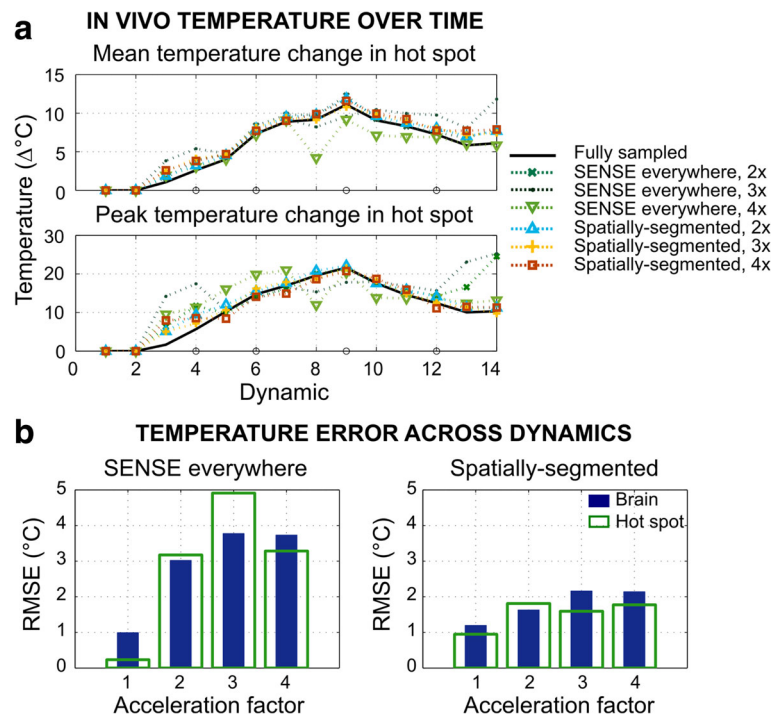 a IN VIVO TEMPERATURE OVER TIME
Mean temperature change in hot spot
15
10
5
0
Peak temperature change in hot spot
30
20
10
0
Temperature (Δ°C)
0 2 4 6 8 10 12 14
Dynamic
Fully sampled
SENSE everywhere, 2x
SENSE everywhere, 3x
SENSE everywhere, 4x
Spatially-segmented, 2x
Spatially-segmented, 3x
Spatially-segmented, 4x
b TEMPERATURE ERROR ACROSS DYNAMICS
SENSE everywhere
5
4
3
2
1
0
RMSE (°C)
1 2 3 4
Acceleration factor
Spatially-segmented
5
4
3
2
1
0
RMSE (°C)
Brain
Hot spot
1 2 3 4
Acceleration factor